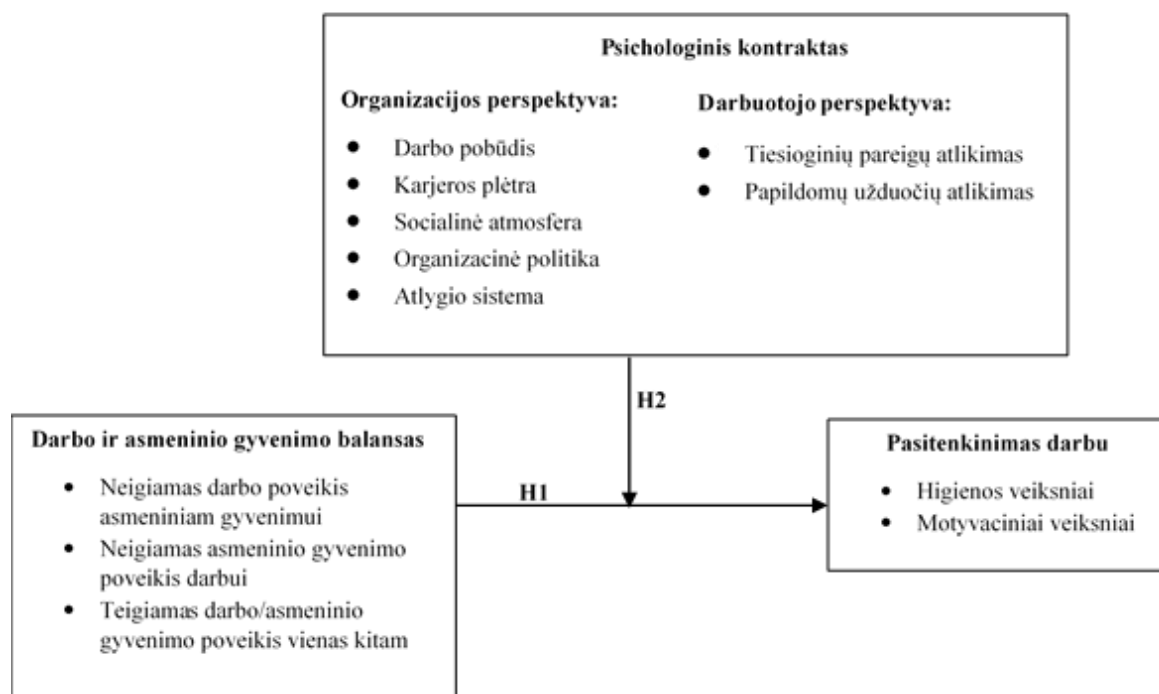 Psichologinis kontraktas
Organizacijos perspektyva:
● Darbo pobūdis
● Karjeros plėtra
● Socialinė atmosfera
● Organizacinė politika
● Atlygio sistema
Darbuotojo perspektyva:
● Tiesioginių pareigų atlikimas
● Papildomų užduočių atlikimas
H2
Darbo ir asmeninio gyvenimo balansas
• Neigiamas darbo poveikis
asmeniniam gyvenimui
• Neigiamas asmeninio gyvenimo
poveikis darbui
• Teigiamas darbo/asmeninio
gyvenimo poveikis vienas kitam
H1
Pasitenkinimas darbu
• Higienos veiksniai
• Motyvaciniai veiksniai